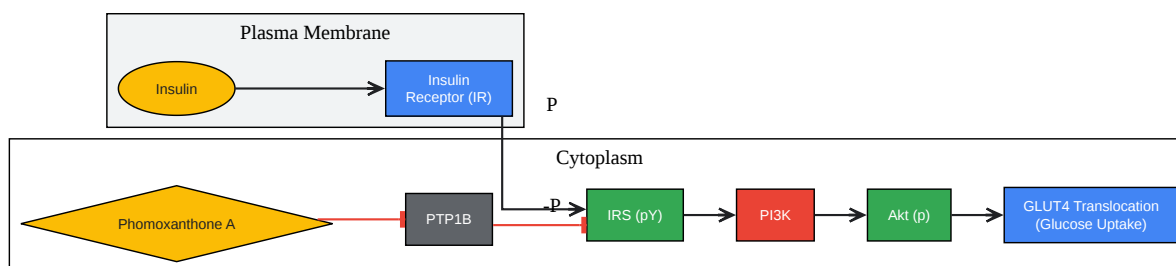 Plasma Membrane
Insulin
Insulin
Receptor (IR)
P
Cytoplasm
Phomoxanthone A
PTP1B
-P
IRS (pY)
PI3K
Akt (p)
GLUT4 Translocation
(Glucose Uptake)